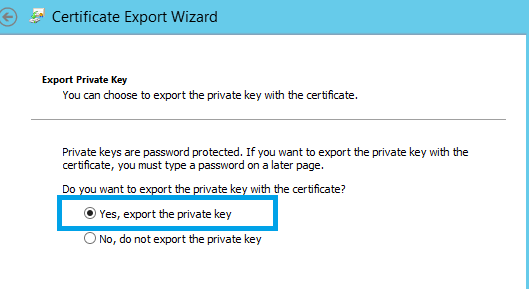 Certificate Export Wizard
Export Private Key
You can choose to export the private key with the certificate.
Private keys are password protected. If you want to export the private key with the
certificate, you must type a password on a later page.
Do you want to export the private key with the certificate?
Yes, export the private key
No, do not export the private key